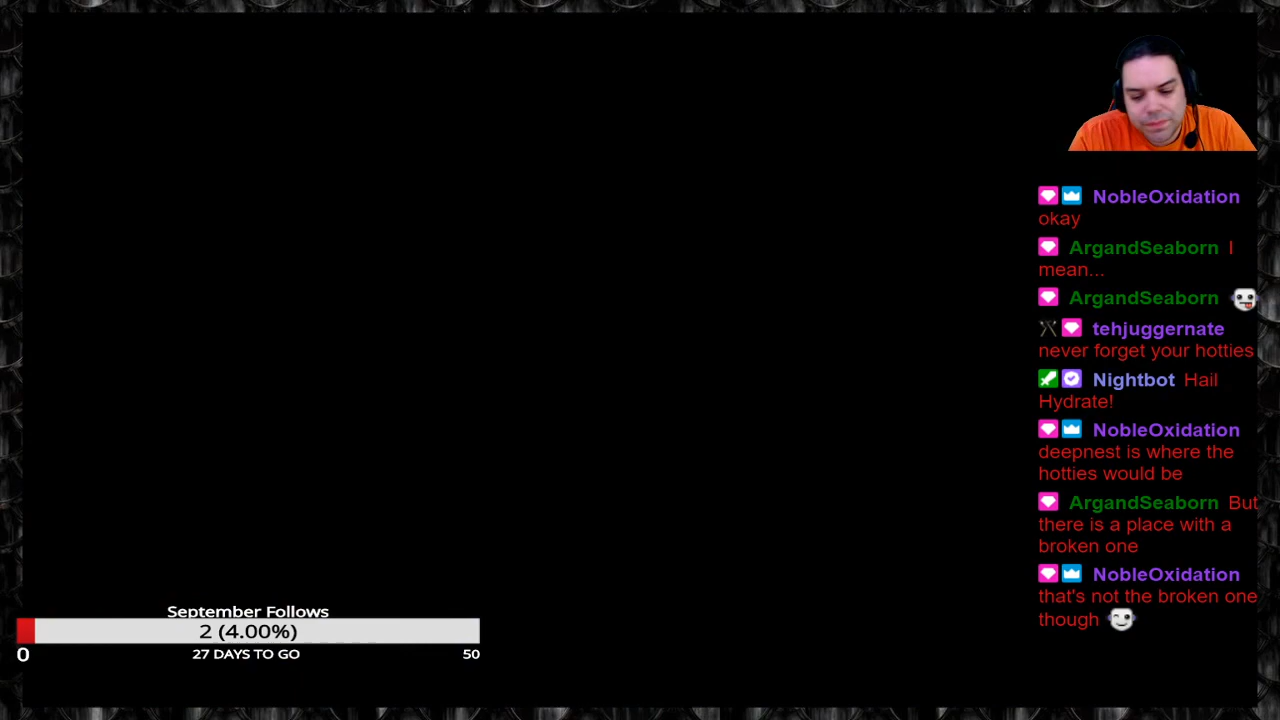 NobleOxidation
okay
ArgandSeaborn I
mean...
ArgandSeaborn
tehjuggernate
never forget your hotties
Nightbot Hail
Hydrate!
NobleOxidation
deepnest is where the
hotties would be
ArgandSeaborn But
there is a place with a
broken one
NobleOxidation
that's not the broken one
though
September Follows
2 (4.00%)
0 27 DAYS TO GO 50